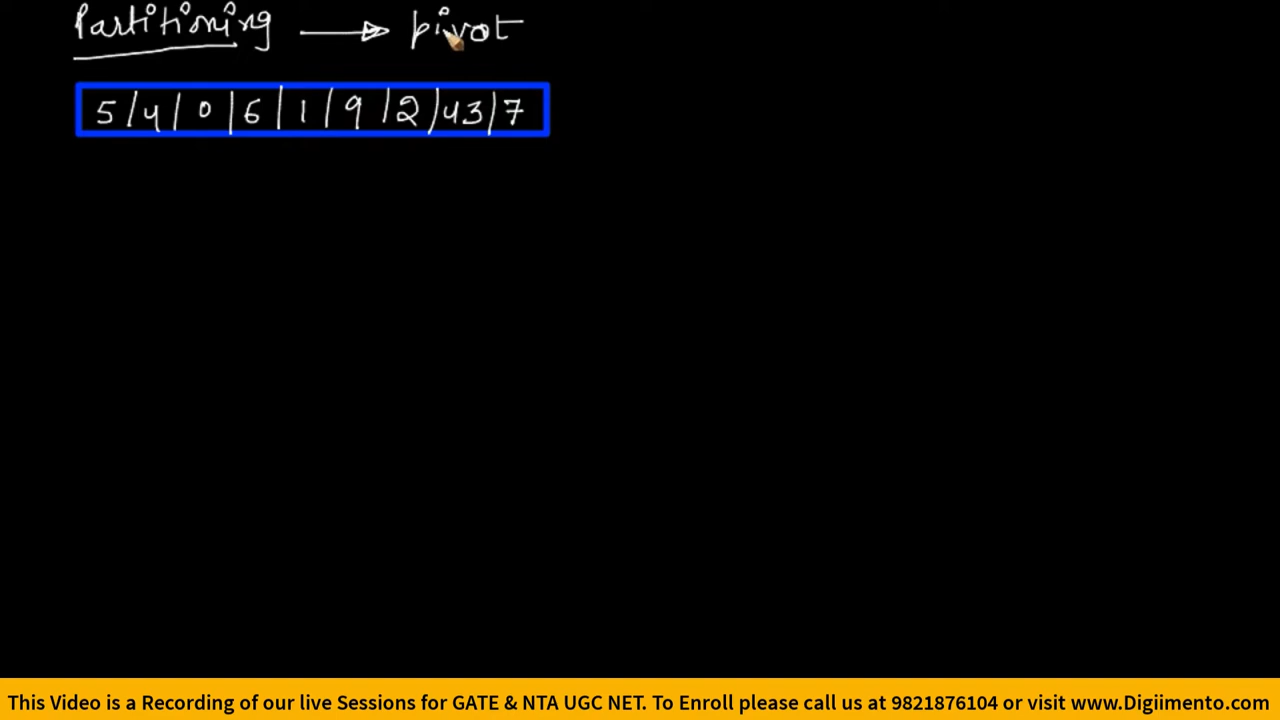 Partitioning → pivot
5/4/0/6/1/9/2/43/7
This Video is a Recording of our live Sessions for GATE & NTA UGC NET. To Enroll please call us at 9821876104 or visit www.Digiimento.com